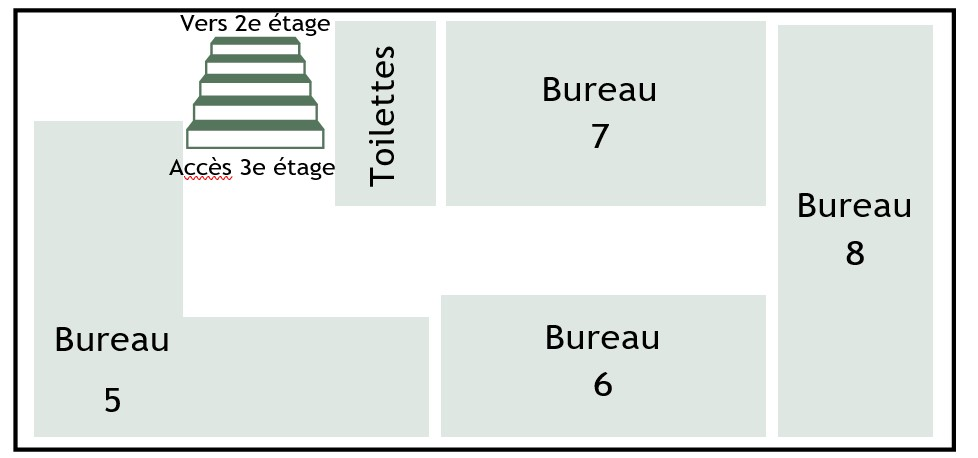 Vers 2e étage
Accès 3e étage
Toilettes
Bureau
7
Bureau
8
Bureau
5
Bureau
6